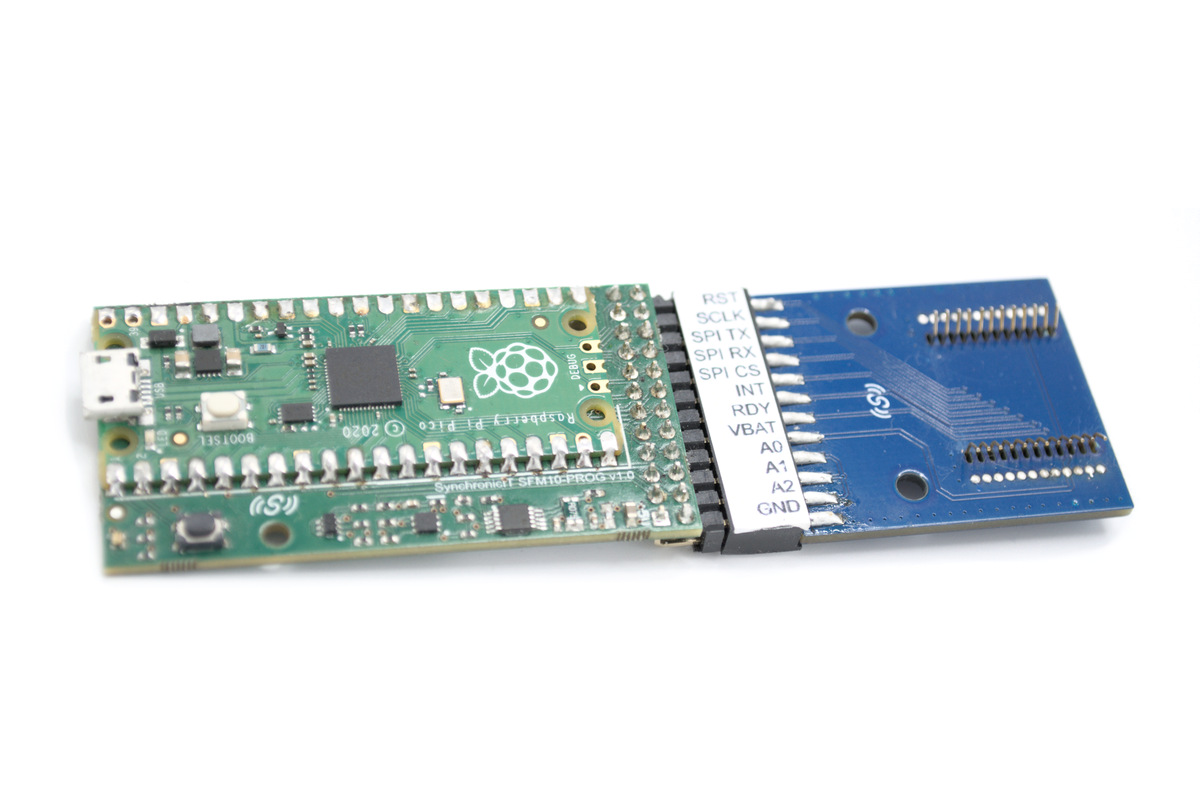 DEBUG
Raspberry Pi Pico © 2020
BOOTSEL
LED
USB
SynchronicIT SFM10-PROG v1.0
S
RST
SCLK
SPI TX
SPI RX
SPI CS
INT
RDY
VBAT
A0
A1
A2
GND
S